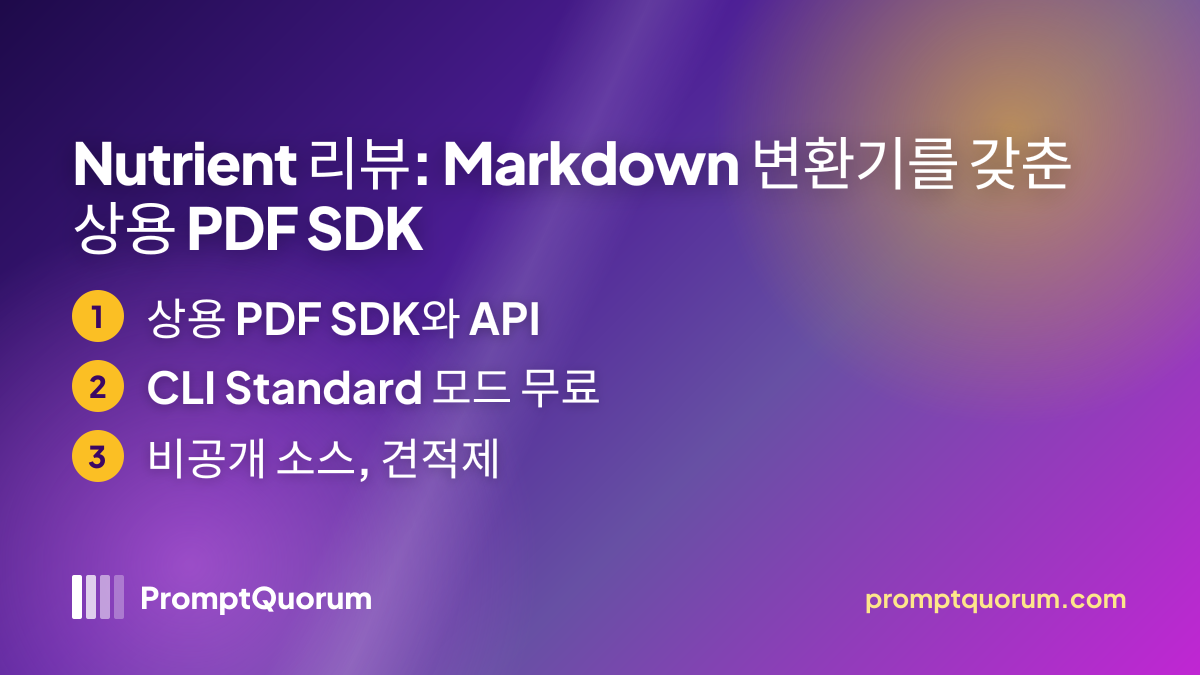 Nutrient 리뷰: Markdown 변환기를 갖춘
상용 PDF SDK
1 상용 PDF SDK와 API
2 CLI Standard 모드 무료
3 비공개 소스, 견적제
PromptQuorum
promptquorum.com